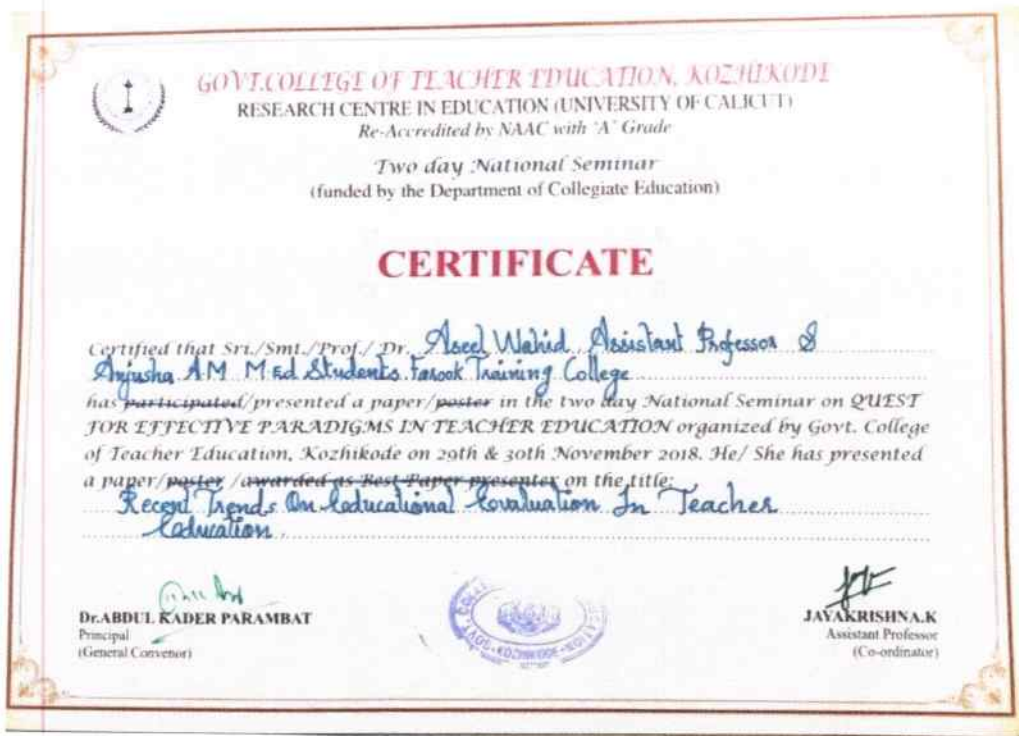 GOVT.COLLEGE OF TEACHER EDUCATION, KOZHIKODE
RESEARCH CENTRE IN EDUCATION (UNIVERSITY OF CALICUT)
Re-Accredited by NAAC with 'A' Grade
Two day National Seminar
(funded by the Department of Collegiate Education)
CERTIFICATE
Certified that Sri./Smt./Prof./ Dr. Aseel Wahid Assistant Professor &
Anjusha A M M Ed Students Farook Training College
has participated/presented a paper/poster in the two day National Seminar on QUEST
FOR EFFECTIVE PARADIGMS IN TEACHER EDUCATION organized by Govt. College
of Teacher Education, Kozhikode on 29th & 30th November 2018. He/ She has presented
a paper/poster /awarded as Best Paper presenter on the title:
Recent Trends On Educational Evaluation In Teacher
Education.
Dr.ABDUL KADER PARAMBAT
Principal
(General Convenor)
JAYAKRISHNA.K
Assistant Professor
(Co-ordinator)